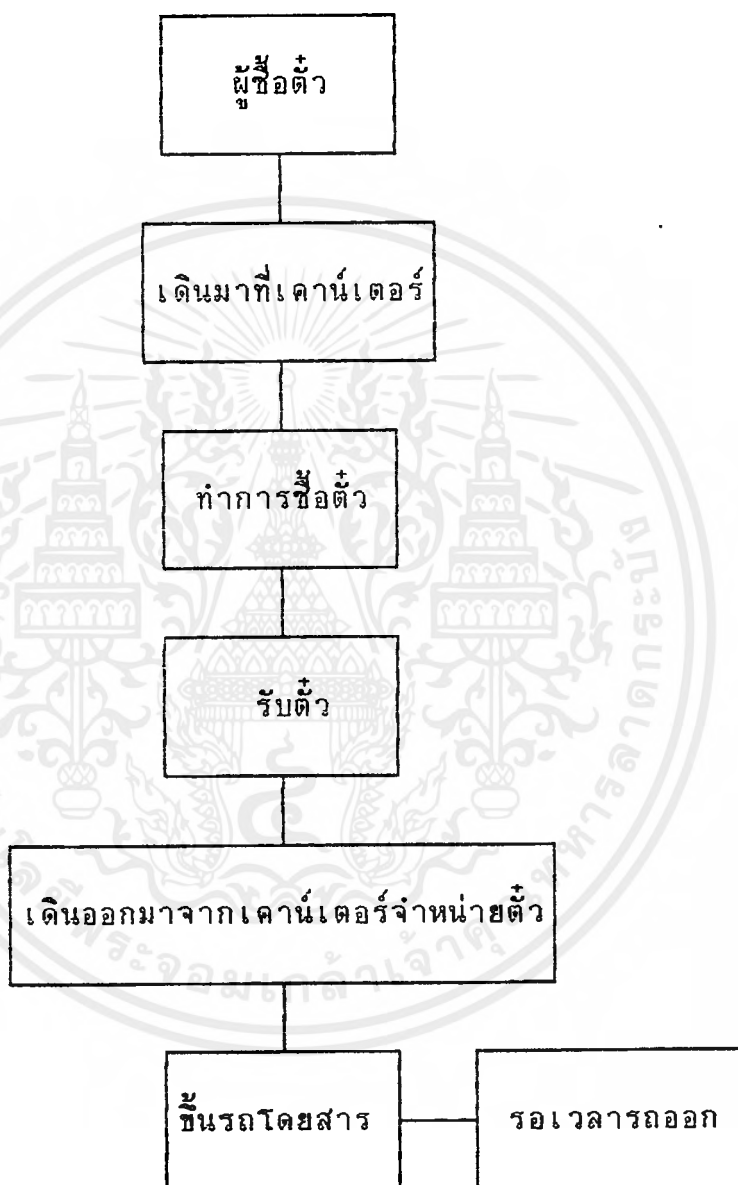 ผู้ซื้อตั๋ว
เดินมาที่เคาน์เตอร์
ทำการซื้อตั๋ว
รับตั๋ว
เดินออกมาจากเคาน์เตอร์จำหน่ายตั๋ว
ขึ้นรถโดยสาร
รอเวลารถออก